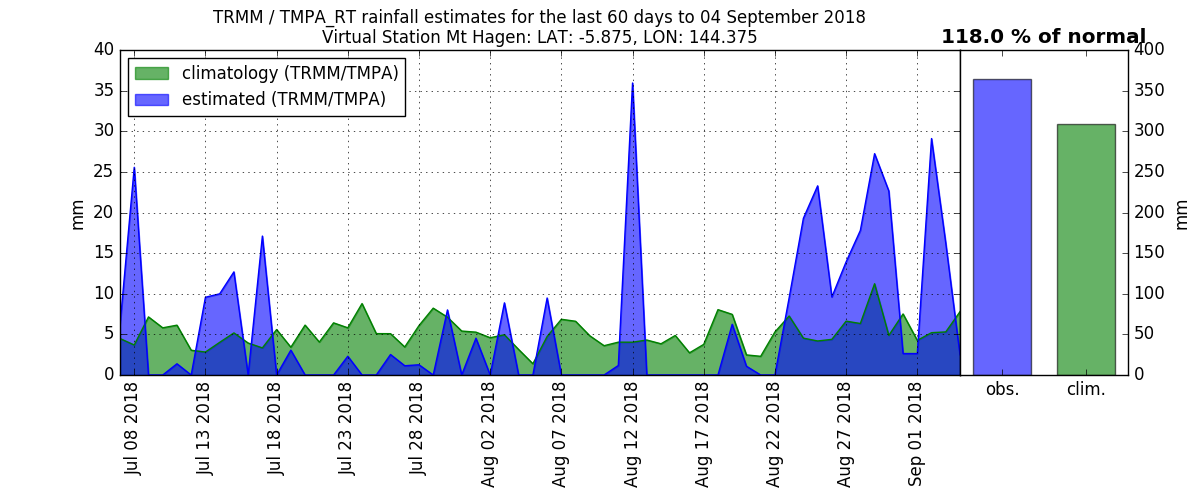 TRMM / TMPA_RT rainfall estimates for the last 60 days to 04 September 2018
Virtual Station Mt Hagen: LAT: -5.875, LON: 144.375
118.0 % of normal
climatology (TRMM/TMPA)
estimated (TRMM/TMPA)
mm
40
35
30
25
20
15
10
5
0
Jul 08 2018
Jul 13 2018
Jul 18 2018
Jul 23 2018
Jul 28 2018
Aug 02 2018
Aug 07 2018
Aug 12 2018
Aug 17 2018
Aug 22 2018
Aug 27 2018
Sep 01 2018
obs.
clim.
400
350
300
250
200
150
100
50
0
mm